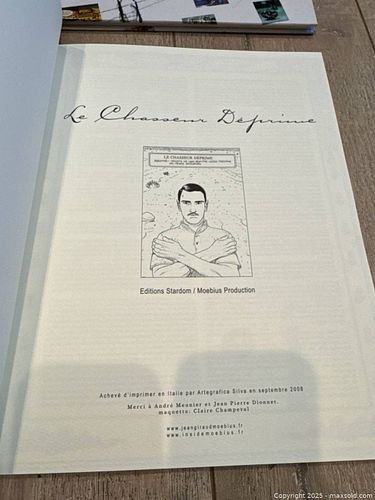 Le Chasseur Déprime
LE CHASSEUR DEPRIME
Editions Stardom / Moebius Production
Achevé d'imprimer en Italie par Artegrafica Silva en septembre 2008
Merci à André Meunier et Jean Pierre Dionnet.
maquette: Claire Champeval
www.jeangiraudmoebius.fr
www.insidemoebius.fr
Copyright 2025 - maxsold.com